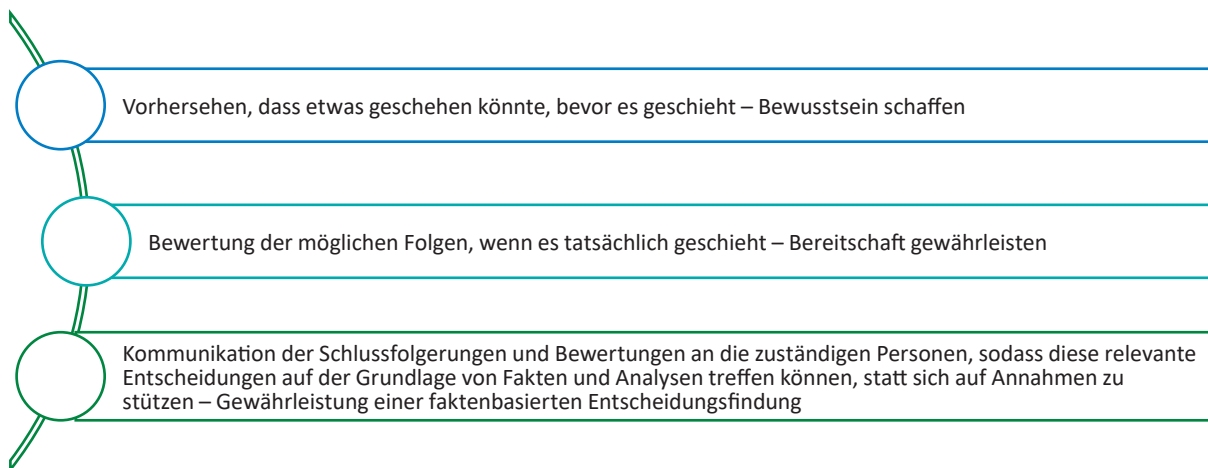 Vorhersehen, dass etwas geschehen könnte, bevor es geschieht – Bewusstsein schaffen
Bewertung der möglichen Folgen, wenn es tatsächlich geschieht – Bereitschaft gewährleisten
Kommunikation der Schlussfolgerungen und Bewertungen an die zuständigen Personen, sodass diese relevante
Entscheidungen auf der Grundlage von Fakten und Analysen treffen können, statt sich auf Annahmen zu
stützen – Gewährleistung einer faktenbasierten Entscheidungsfindung